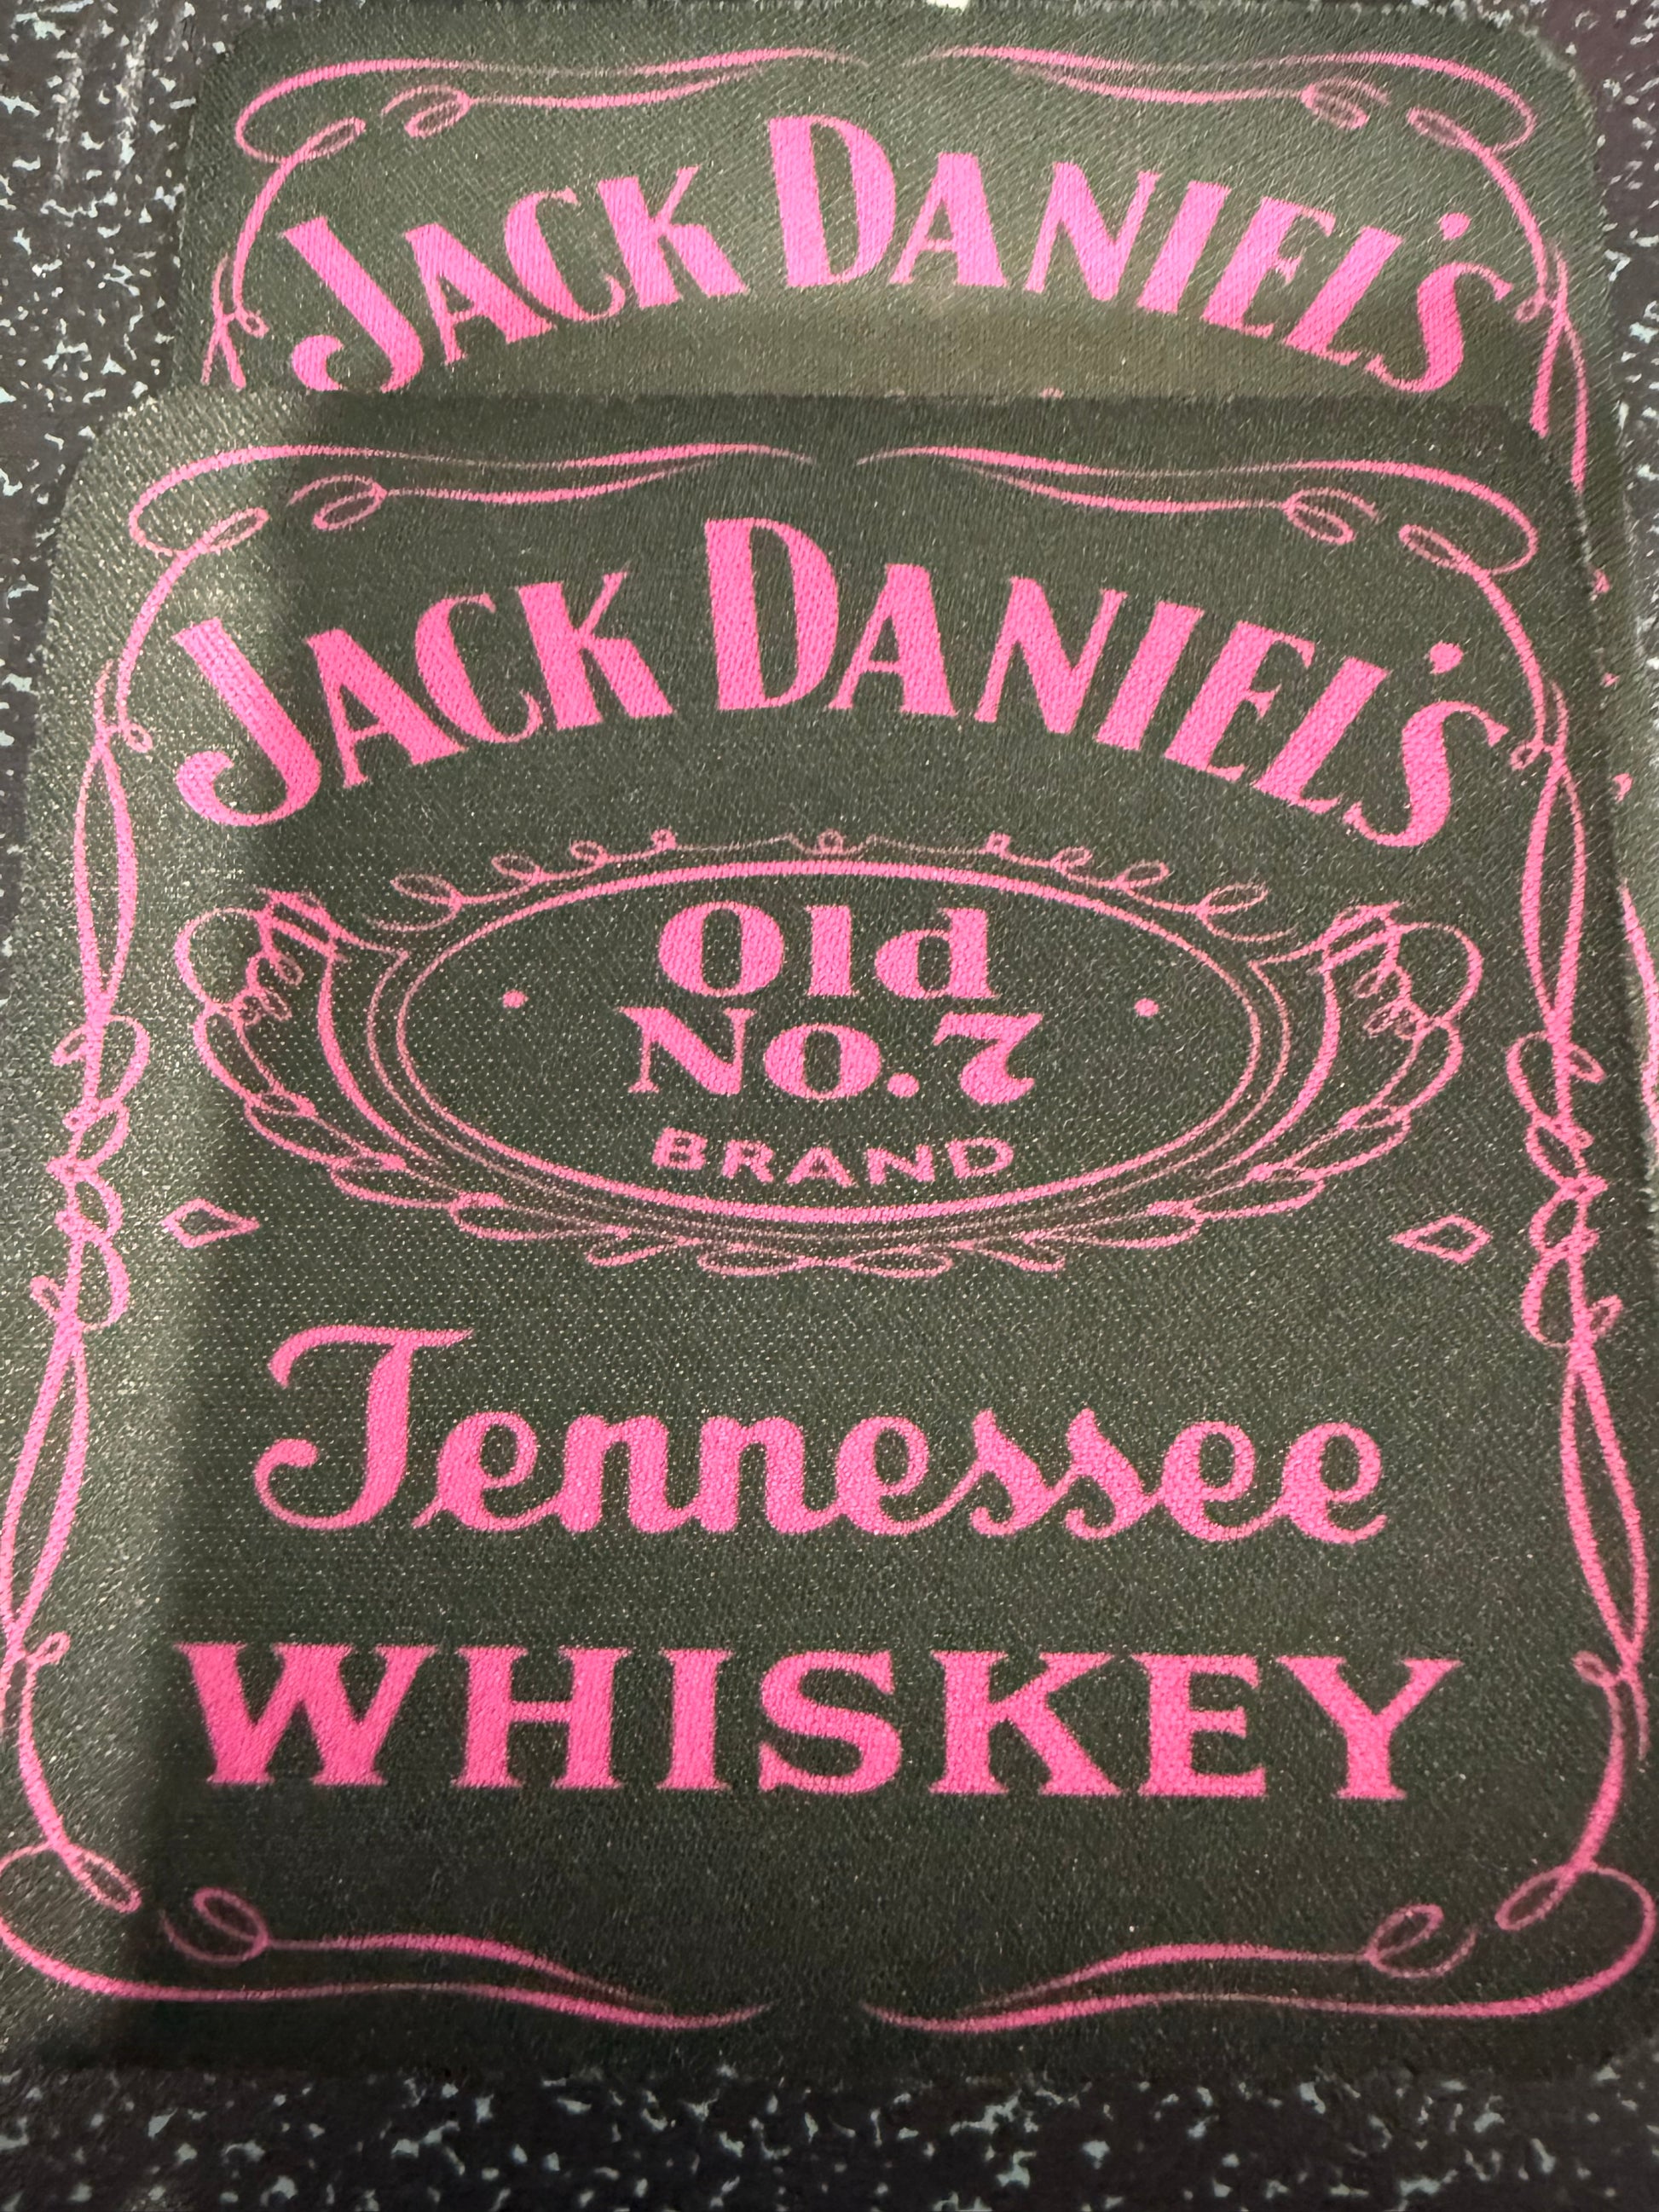 JACK DANIEL'S
JACK DANIEL'S
Old
No. 7
BRAND
Tennessee
WHISKEY